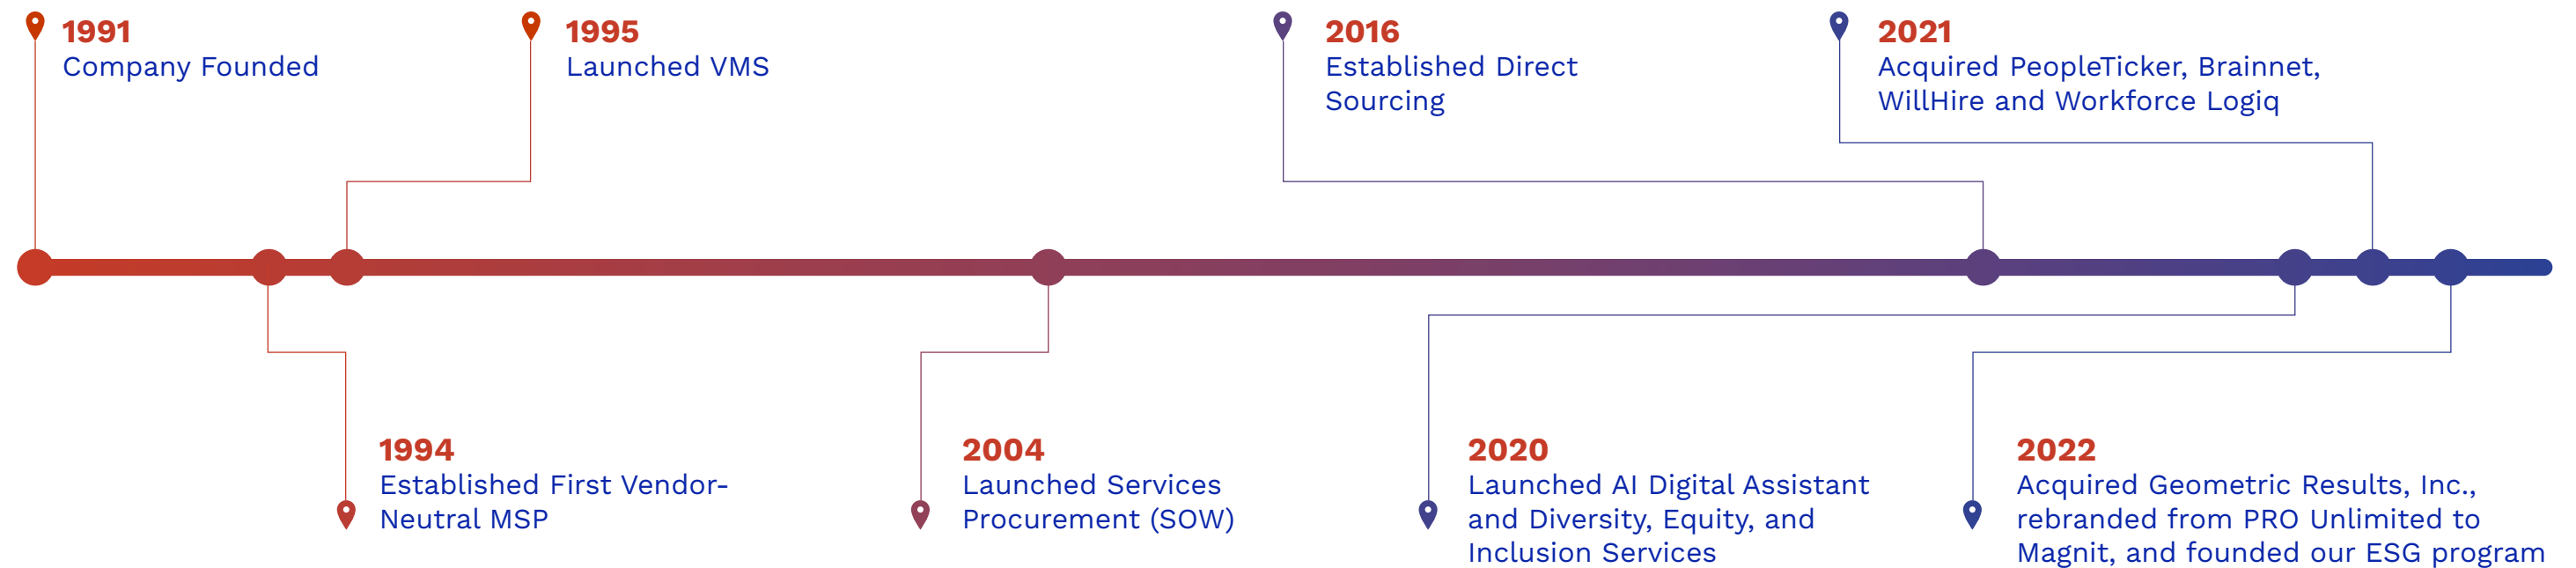 1991
Company Founded
1995
Launched VMS
2016
Established Direct
Sourcing
2021
Acquired PeopleTicker, Brainnet,
WillHire and Workforce Logiq
1994
Established First Vendor-
Neutral MSP
2004
Launched Services
Procurement (SOW)
2020
Launched AI Digital Assistant
and Diversity, Equity, and
Inclusion Services
2022
Acquired Geometric Results, Inc.,
rebranded from PRO Unlimited to
Magnit, and founded our ESG program